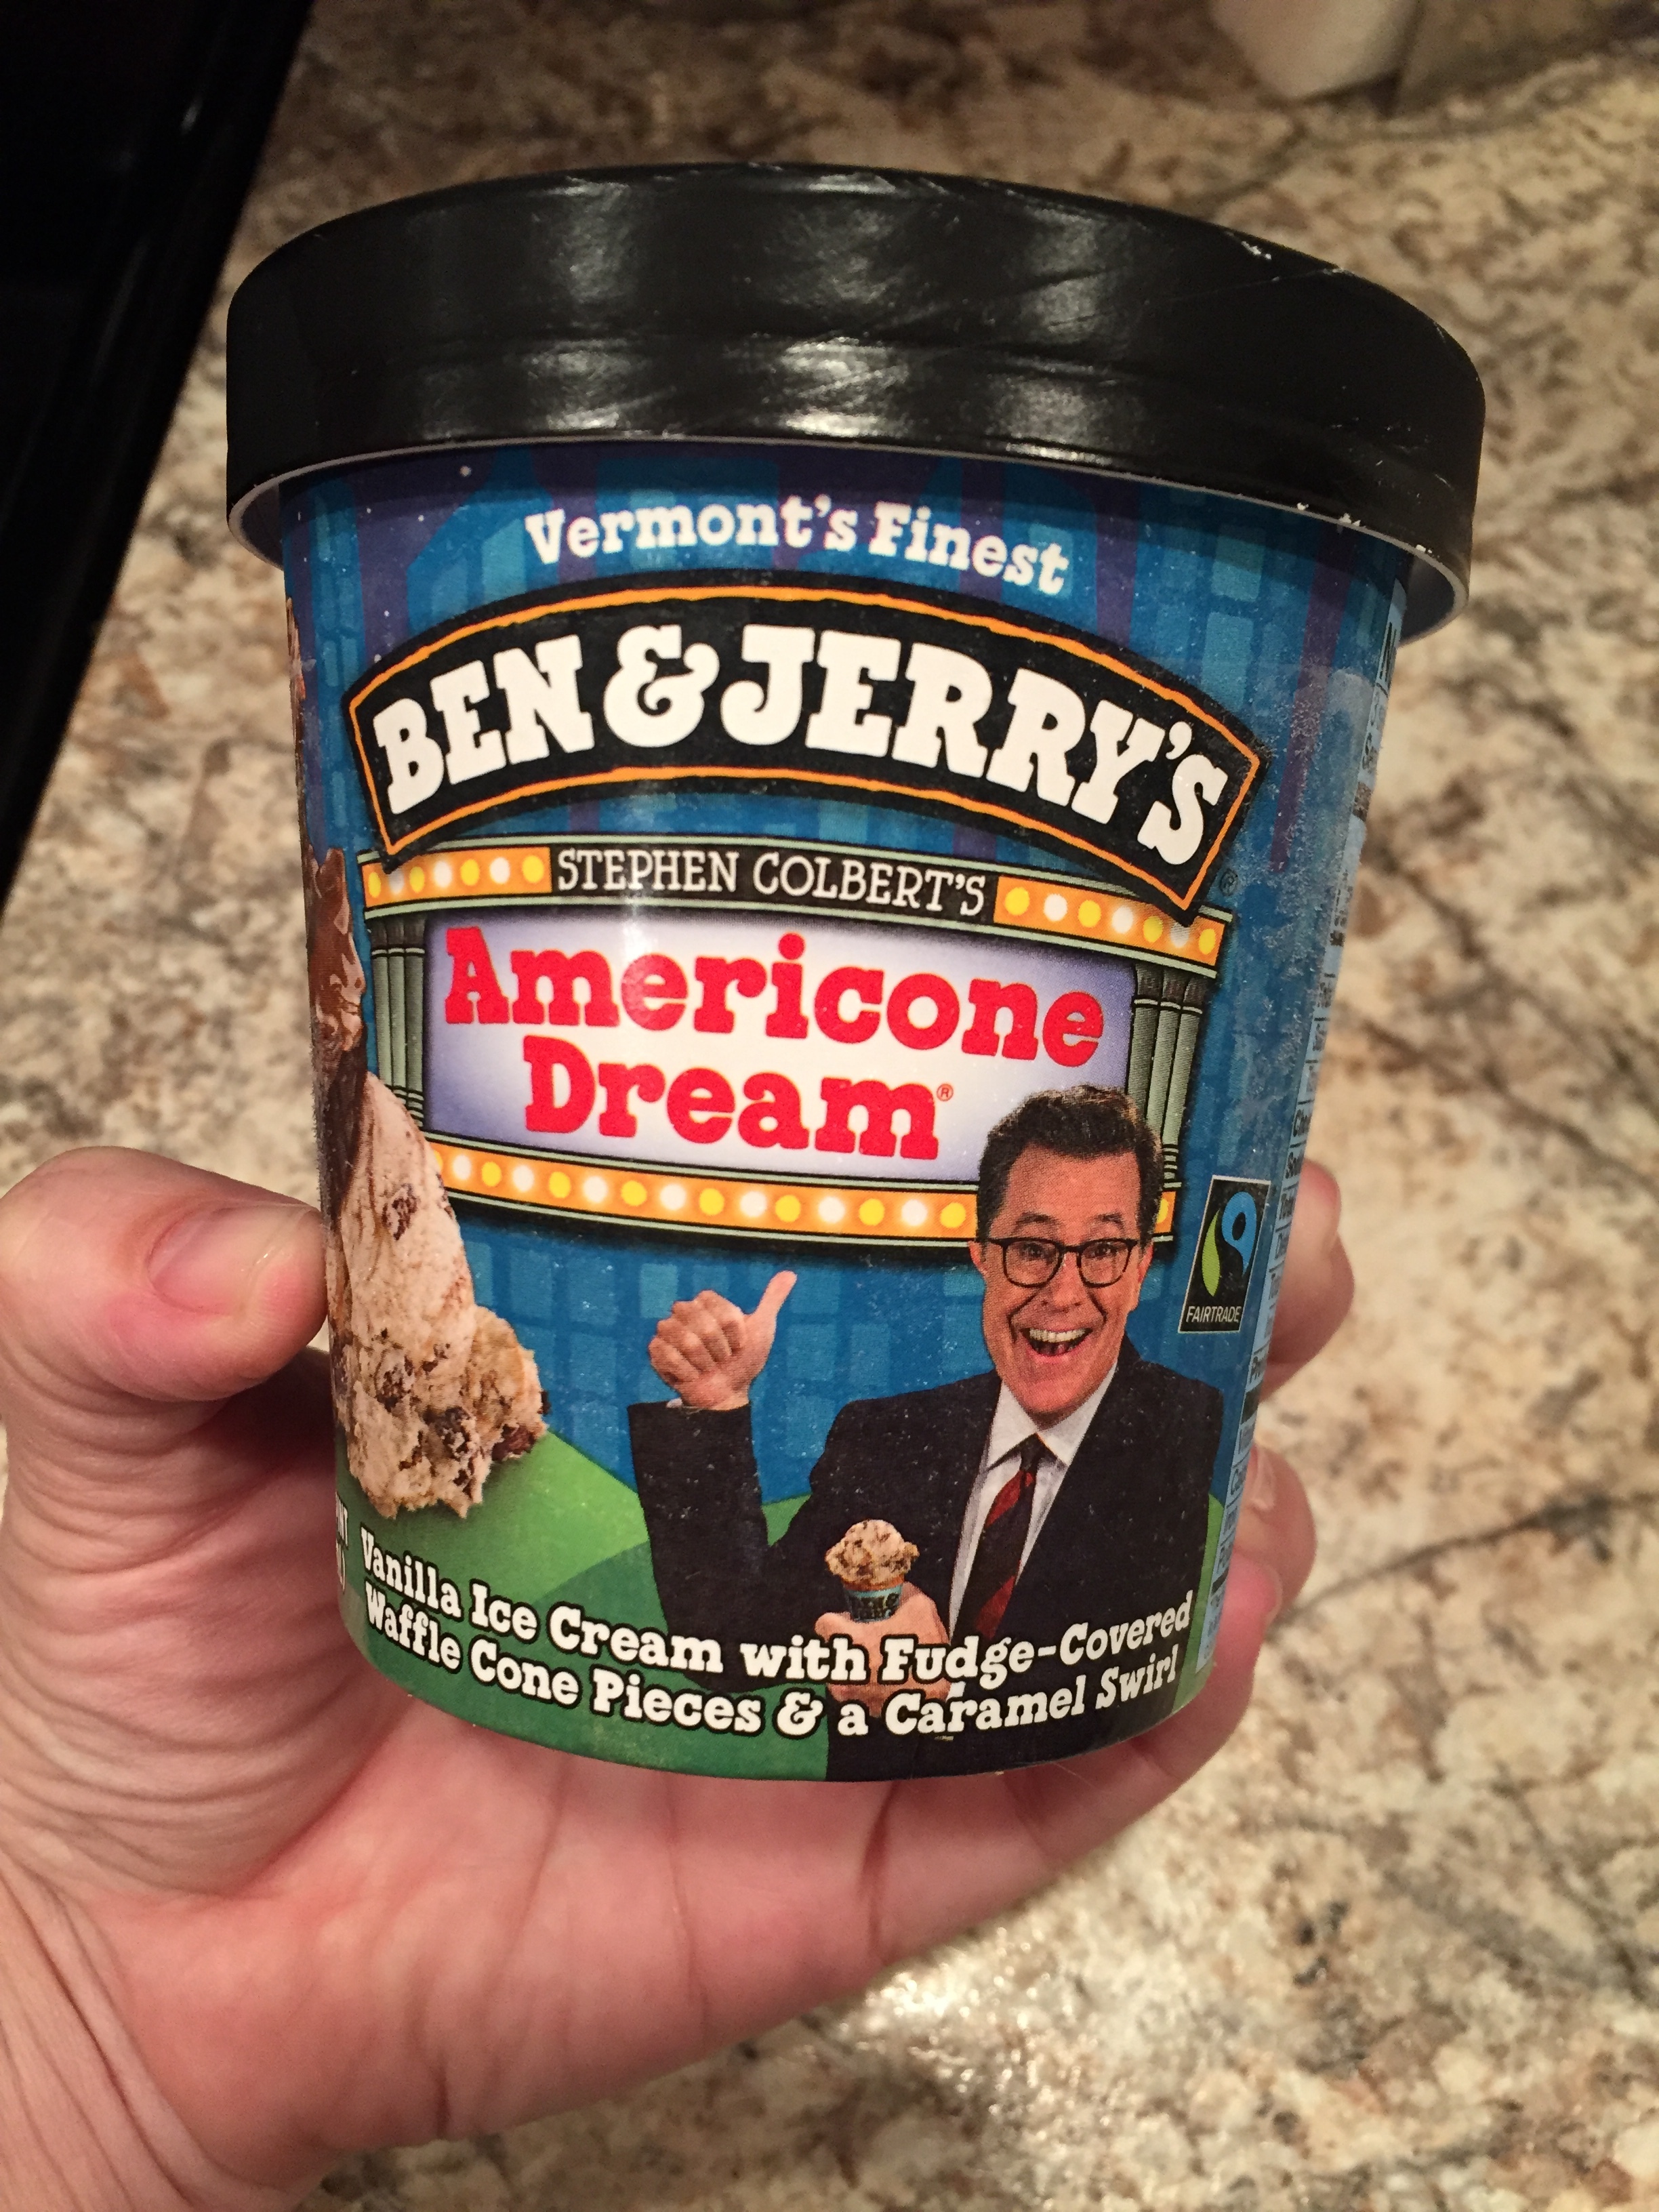 Vermont's Finest
BEN & JERRY'S
®
STEPHEN COLBERT'S
Americone
Dream®
FAIRTRADE
Vanilla Ice Cream with Fudge-Covered
Waffle Cone Pieces & a Caramel Swirl